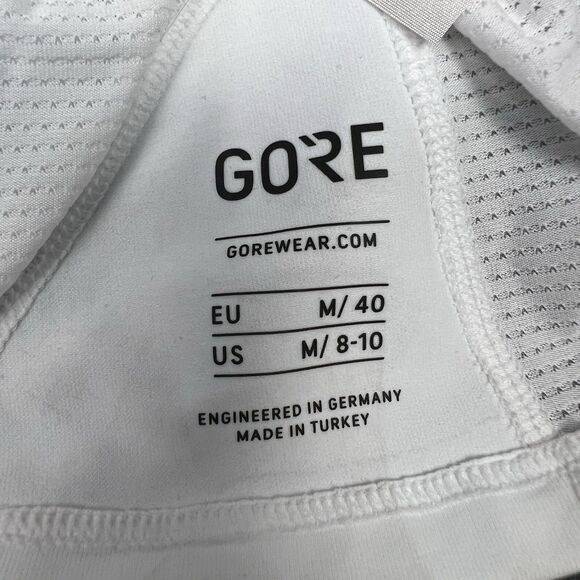 GORE
GOREWEAR.COM
EU M/ 40
US M/ 8-10
ENGINEERED IN GERMANY
MADE IN TURKEY